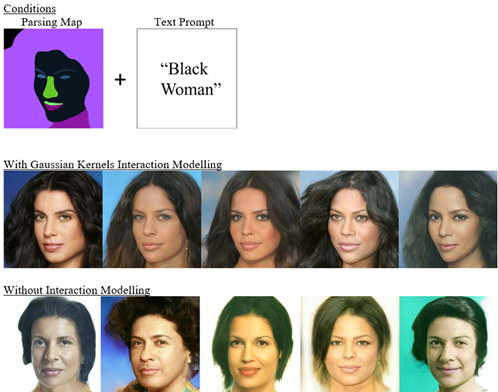 Conditions
Parsing Map
Text Prompt
+
“Black
Woman”
With Gaussian Kernels Interaction Modelling
Without Interaction Modelling